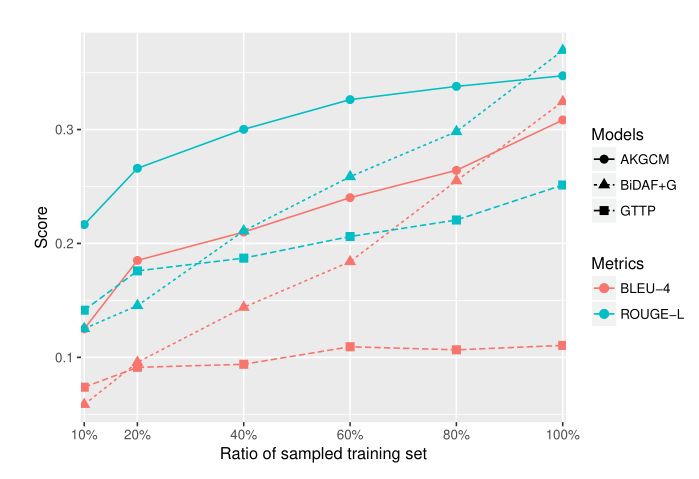 Score
0.3
0.2
0.1
10%
20%
40%
60%
80%
100%
Ratio of sampled training set
Models
AKGCM
BiDAF+G
GTTP
Metrics
BLEU−4
ROUGE−L